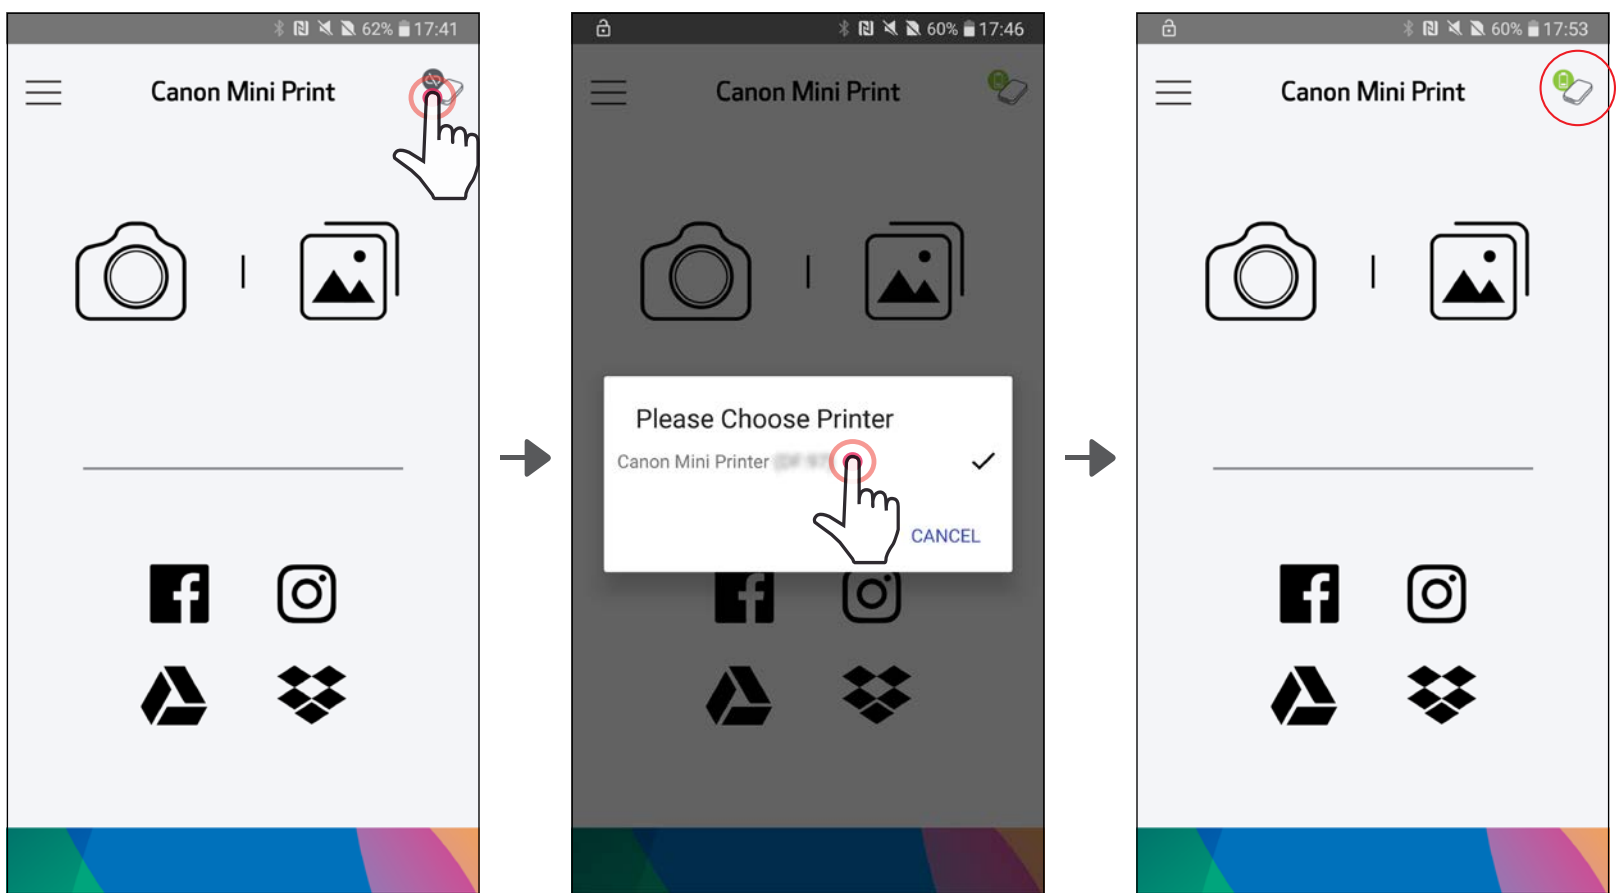 62% 17:41
Canon Mini Print
60% 17:46
Canon Mini Print
Please Choose Printer
Canon Mini Printer
CANCEL
60% 17:53
Canon Mini Print